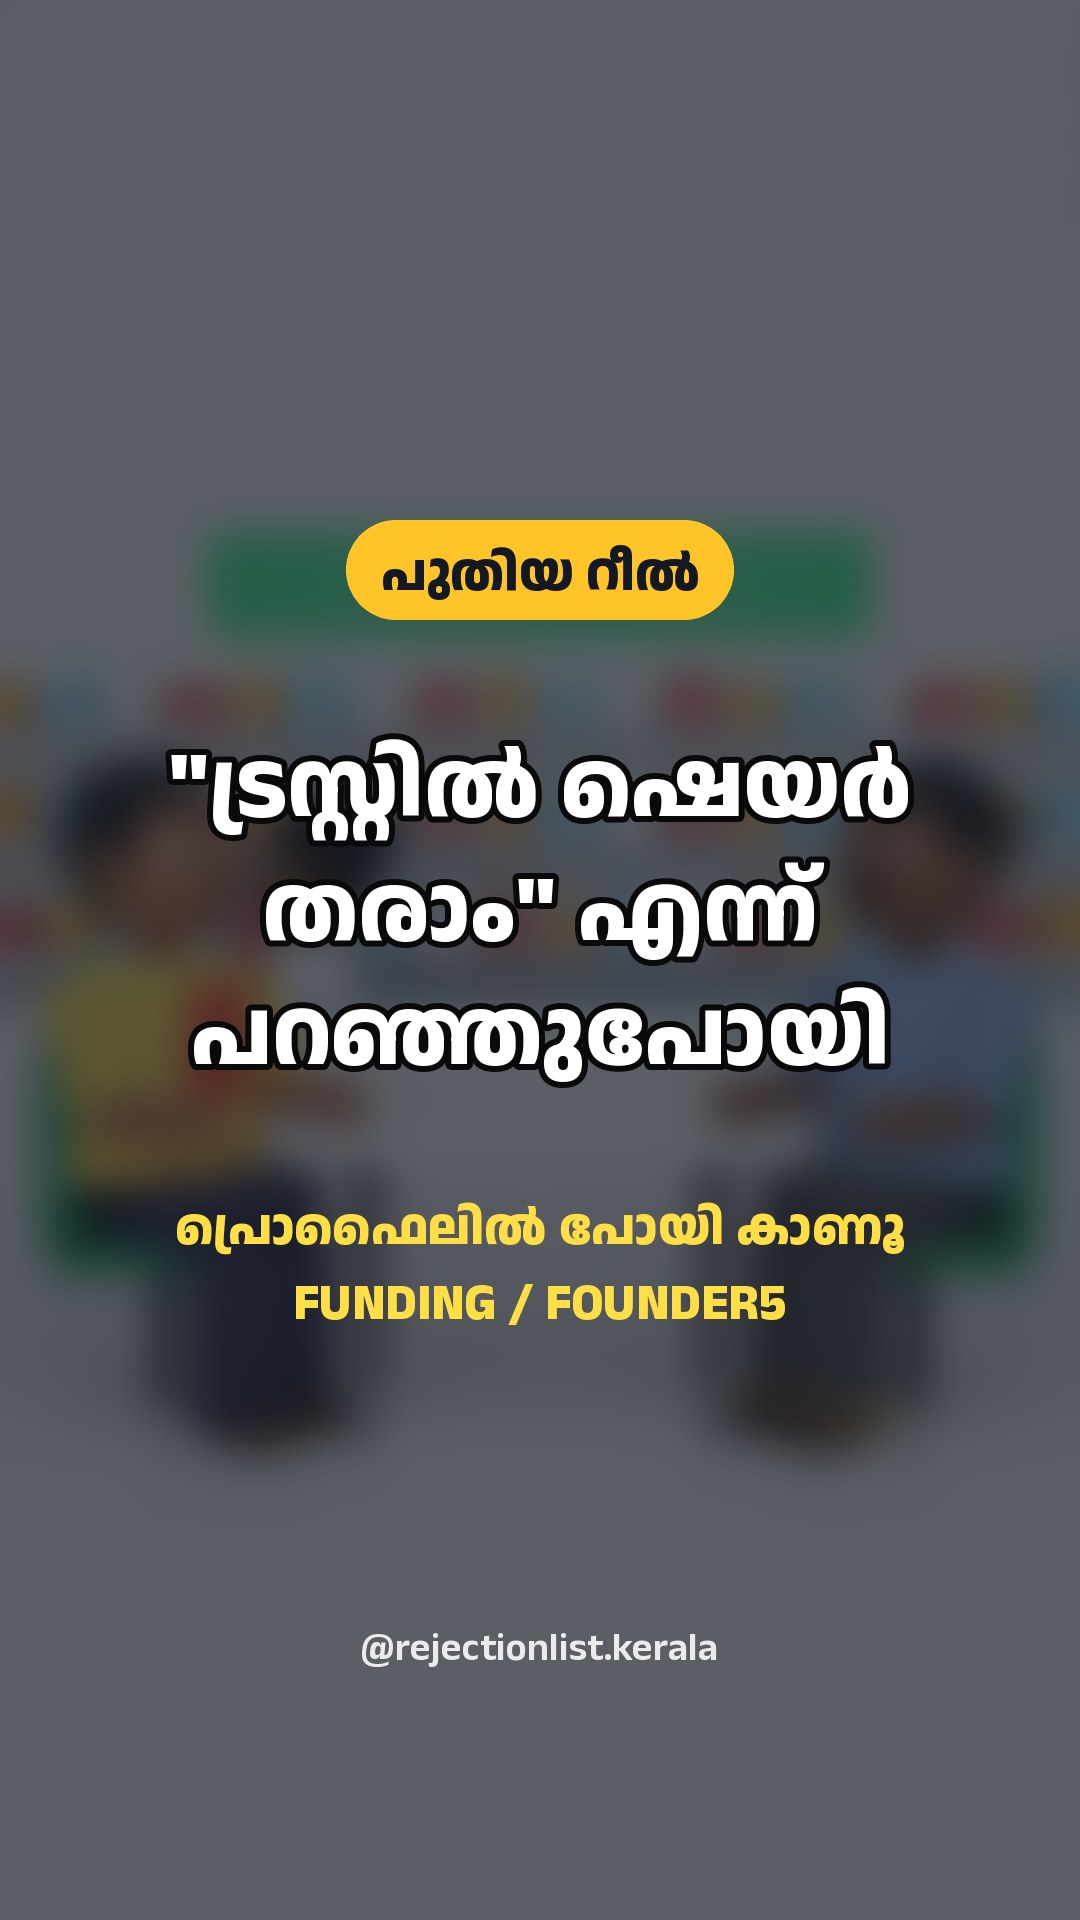 പുതിയ റീൽ
"ട്രസ്റ്റിൽ ഷെയർ
തരാം" എന്ന്
പറഞ്ഞുപോയി
പ്രൊഫൈലിൽ പോയി കാണൂ
FUNDING / FOUNDER5
@rejectionlist.kerala